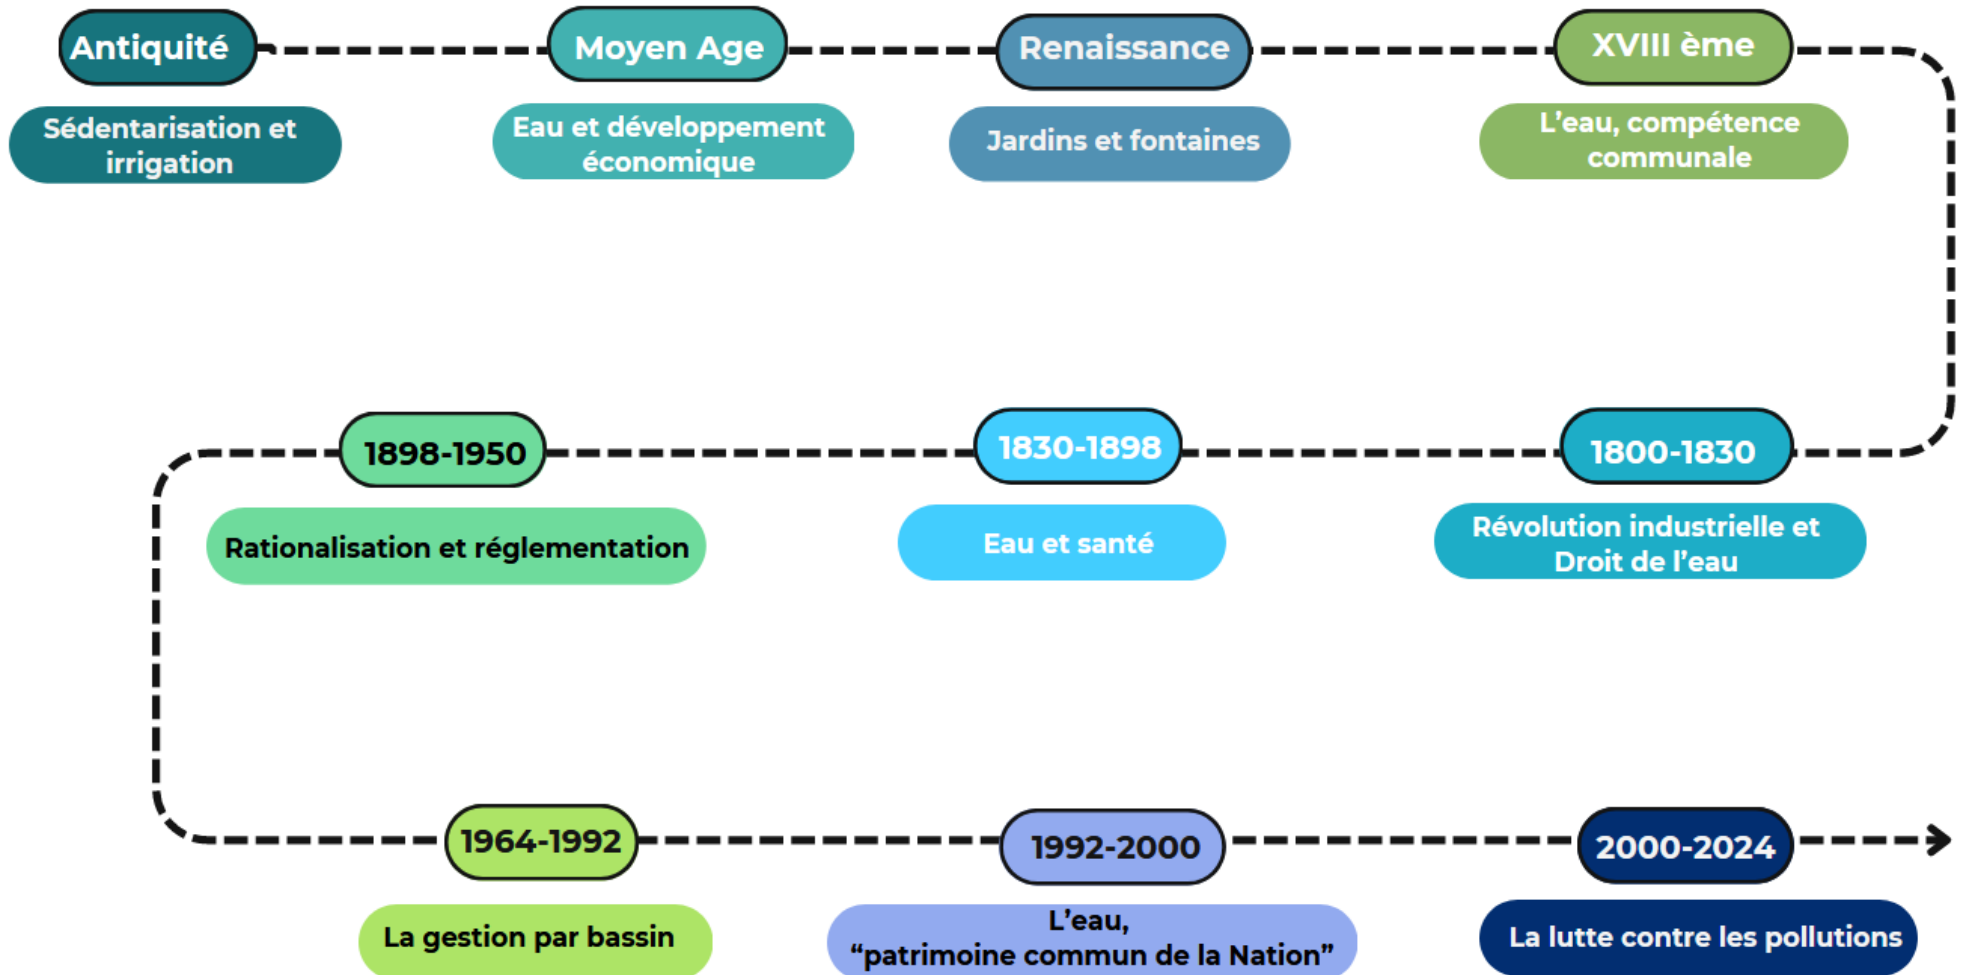 Antiquité
Sédentarisation et
irrigation
Moyen Age
Eau et développement
économique
Renaissance
Jardins et fontaines
XVIII ème
L’eau, compétence
communale
1800-1830
Révolution industrielle et
Droit de l’eau
1830-1898
Eau et santé
1898-1950
Rationalisation et réglementation
1964-1992
La gestion par bassin
1992-2000
L’eau,
“patrimoine commun de la Nation”
2000-2024
La lutte contre les pollutions